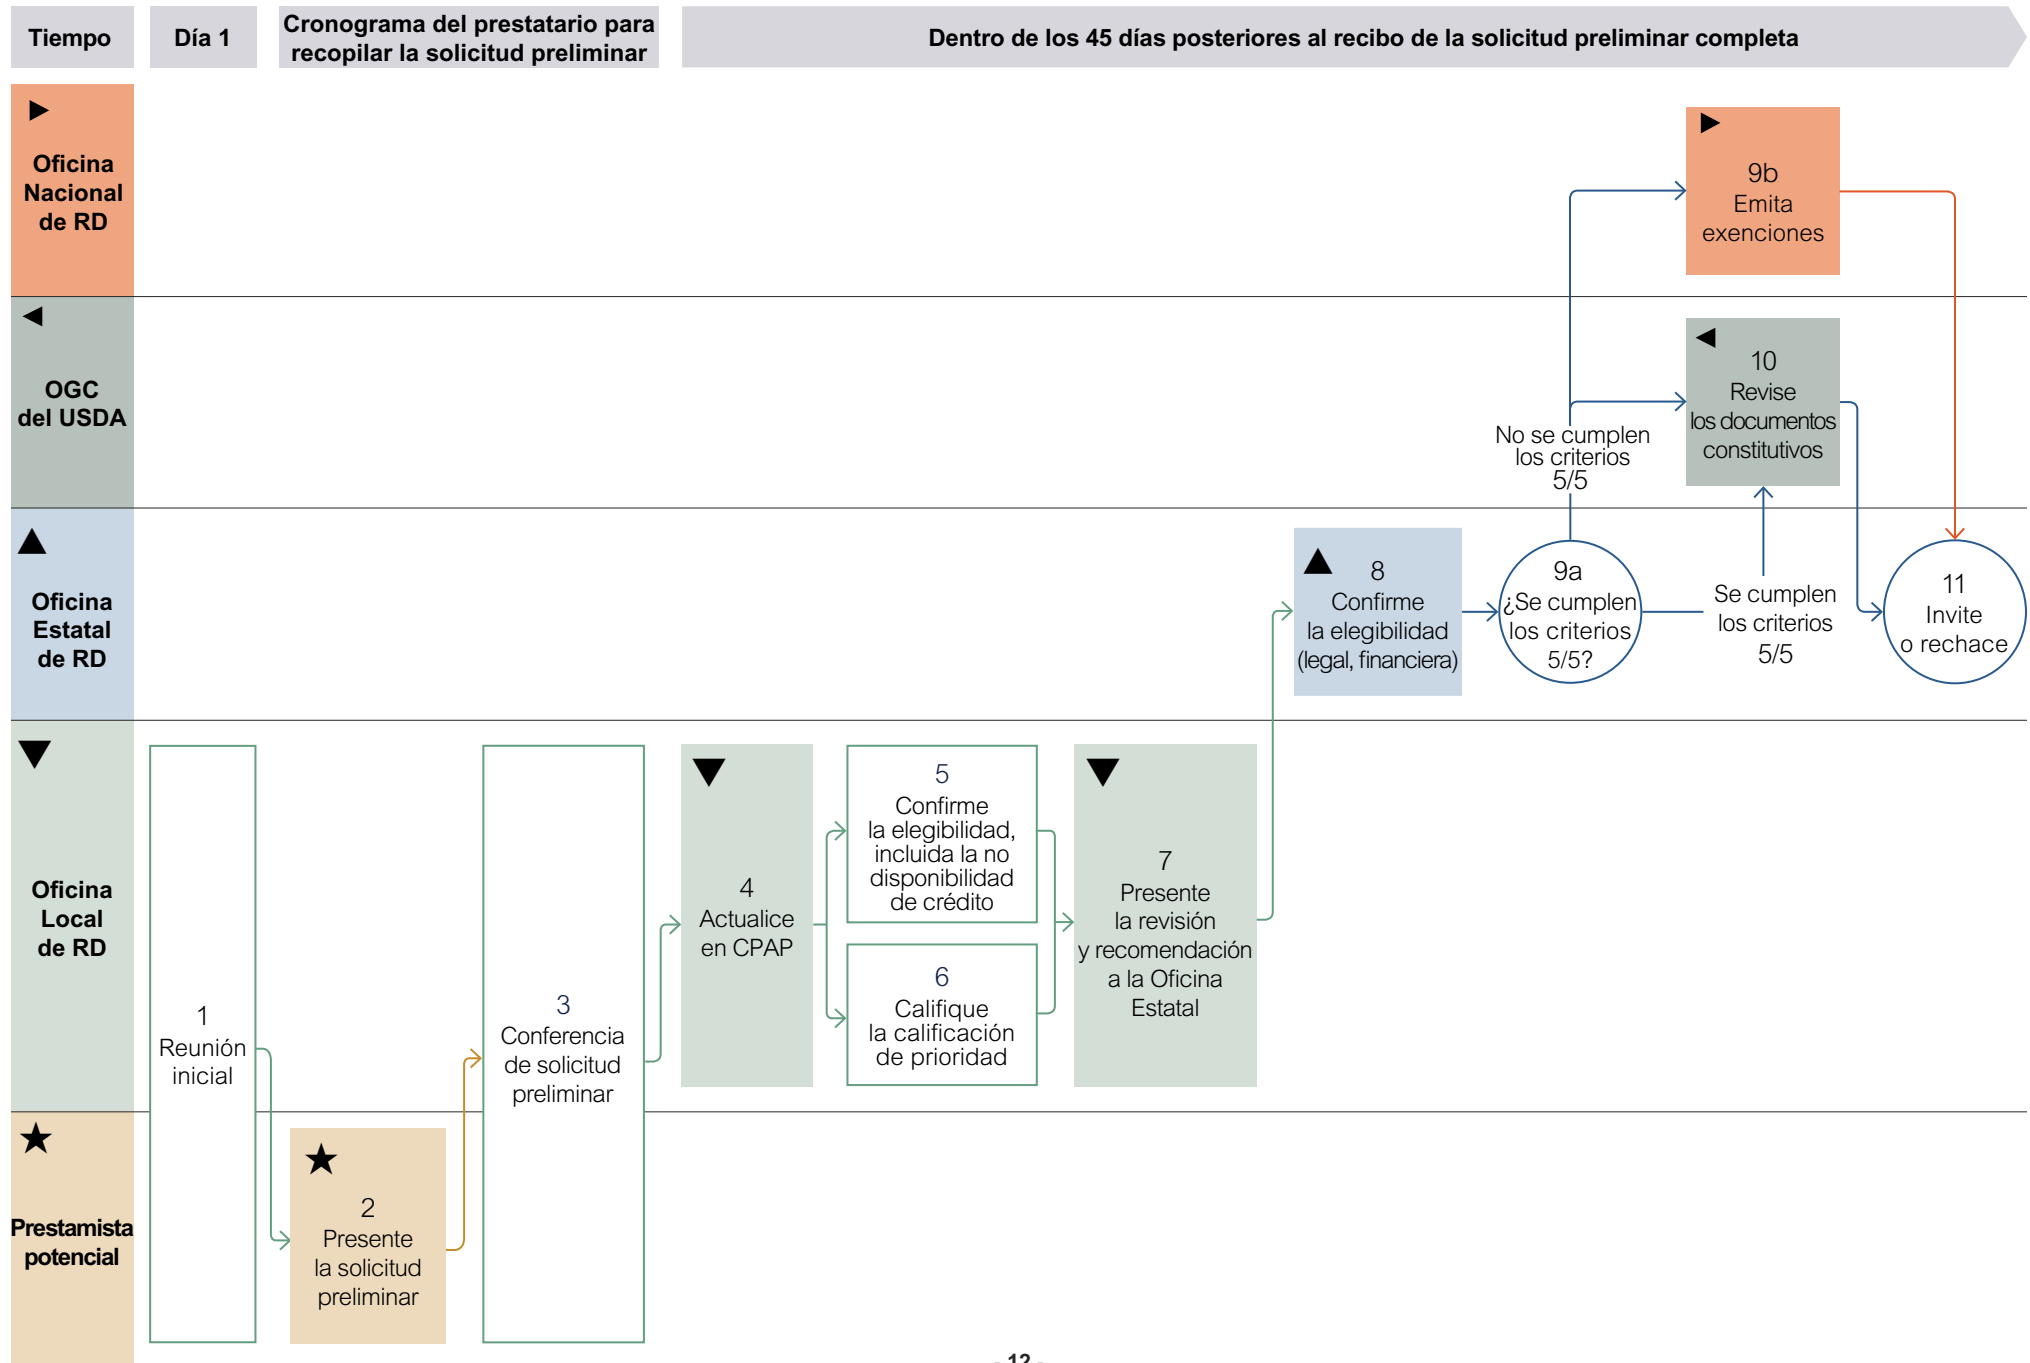 Tiempo
Día 1
Cronograma del prestatario para
recopilar la solicitud preliminar
Dentro de los 45 días posteriores al recibo de la solicitud preliminar completa
Oficina
Nacional
de RD
9b
Emita
exenciones
OGC
del USDA
No se cumplen
los criterios
5/5
10
Revise
los documentos
constitutivos
Oficina
Estatal
de RD
8
Confirme
la elegibilidad
(legal, financiera)
9a
¿Se cumplen
los criterios
5/5?
Se cumplen
los criterios
5/5
11
Invite
o rechace
Oficina
Local
de RD
1
Reunión
inicial
3
Conferencia
de solicitud
preliminar
4
Actualice
en CPAP
5
Confirme
la elegibilidad,
incluida la no
disponibilidad
de crédito
6
Califique
la calificación
de prioridad
7
Presente
la revisión
y recomendación
a la Oficina
Estatal
Prestamista
potencial
2
Presente
la solicitud
preliminar
- 12 -